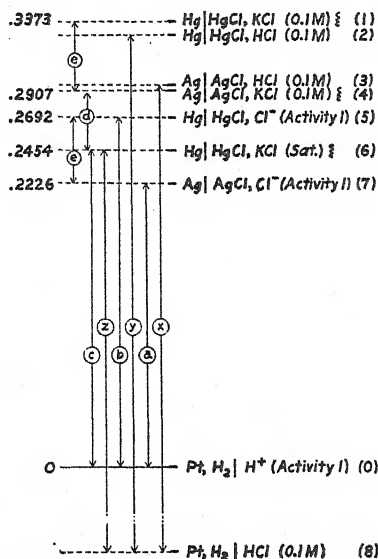 .3373
Hg|HgCl, KCl (0.1M) ξ (1)
Hg|HgCl, HCl (0.1M) (2)
e
Ag|AgCl, HCl (0.1M) (3)
.2907
Ag|AgCl, KCl (0.1M) ξ (4)
d
.2692
Hg|HgCl, Cl⁻ (Activity 1) (5)
.2454
Hg|HgCl, KCl (Sat.) ξ (6)
e
.2226
Ag|AgCl, Cl⁻ (Activity 1) (7)
z
y
x
c
b
a
0
Pt, H₂|H⁺ (Activity 1) (0)
Pt, H₂|HCl (0.1M) (8)